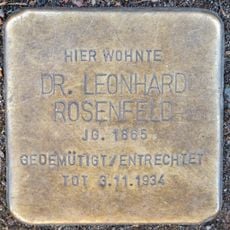 HIER WOHNTE
DR. LEONHARD
ROSENFELD
JG. 1865
GEDEMÜTIGT/ENTRECHTET
TOT 3.11.1934